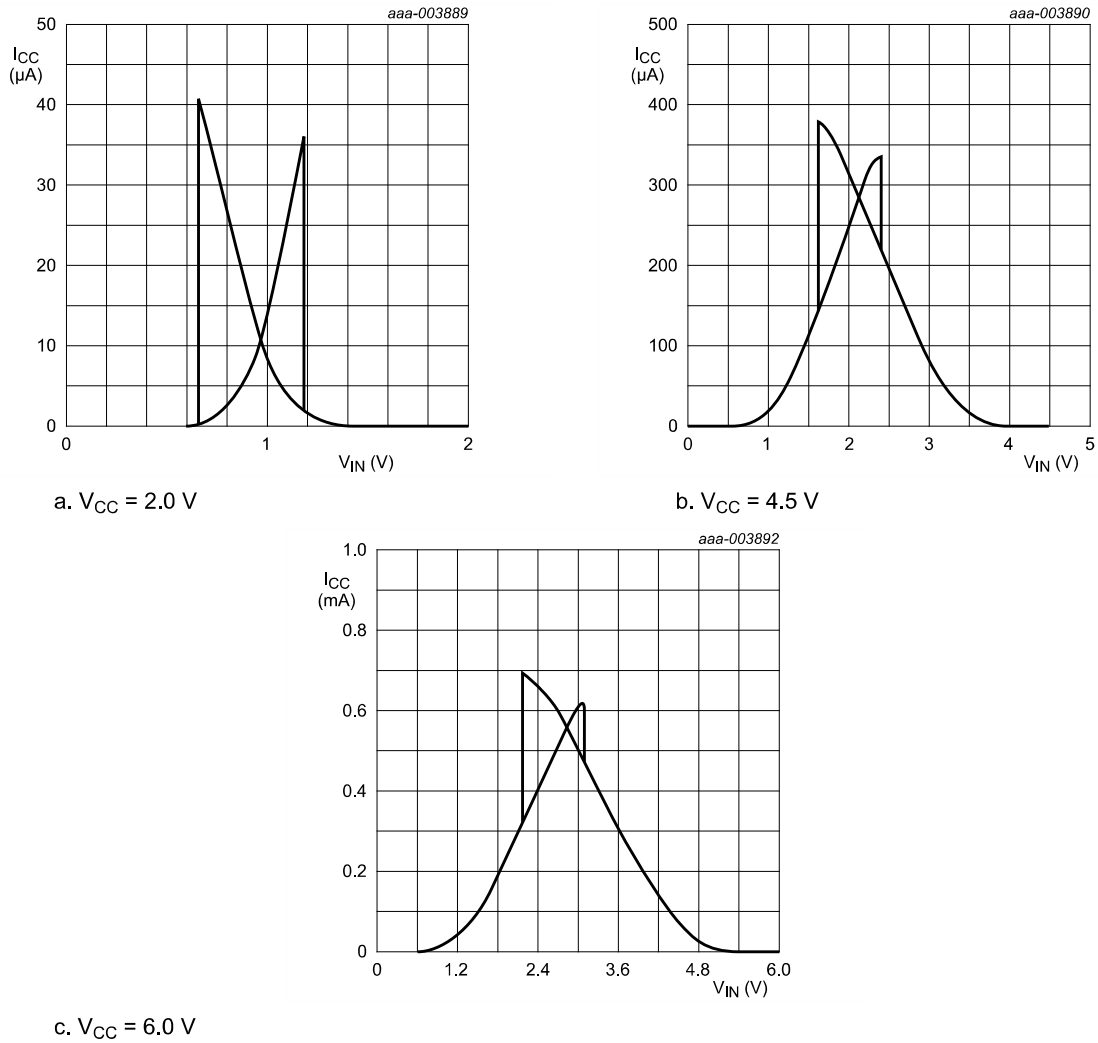 aaa-003889
50
I_CC
(μA)
40
30
20
10
0
0
1
2
V_IN (V)
a. V_CC = 2.0 V
aaa-003890
500
I_CC
(μA)
400
300
200
100
0
0
1
2
3
4
5
V_IN (V)
b. V_CC = 4.5 V
aaa-003892
1.0
I_CC
(mA)
0.8
0.6
0.4
0.2
0
0
1.2
2.4
3.6
4.8
6.0
V_IN (V)
c. V_CC = 6.0 V